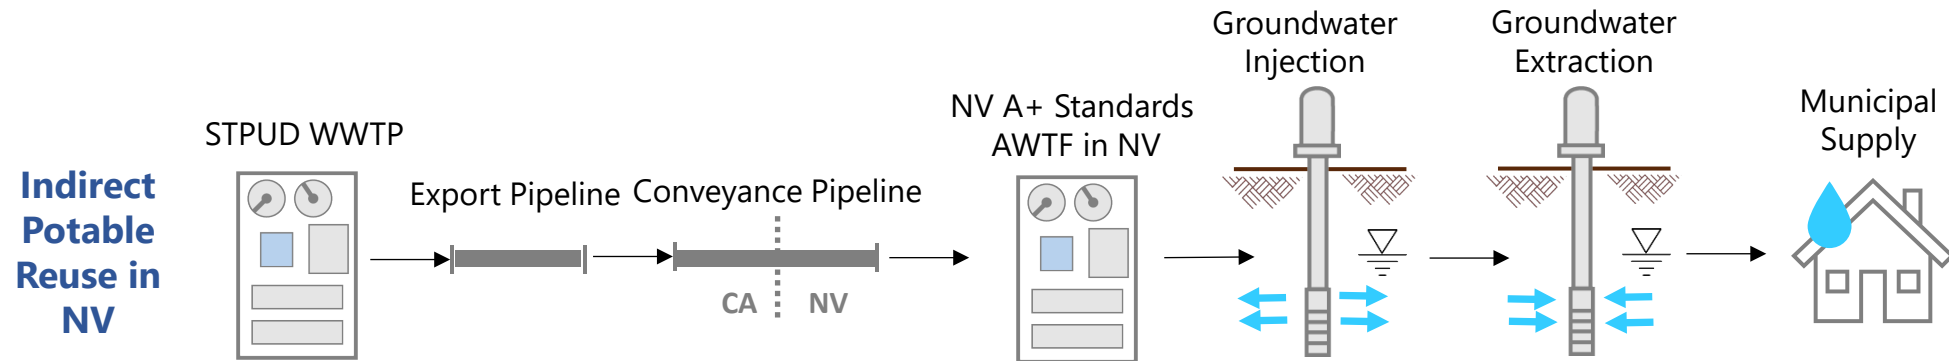 Indirect
Potable
Reuse in
NV
STPUD WWTP
Export Pipeline
Conveyance Pipeline
CA
NV
NV A+ Standards
AWTF in NV
Groundwater
Injection
Groundwater
Extraction
Municipal
Supply